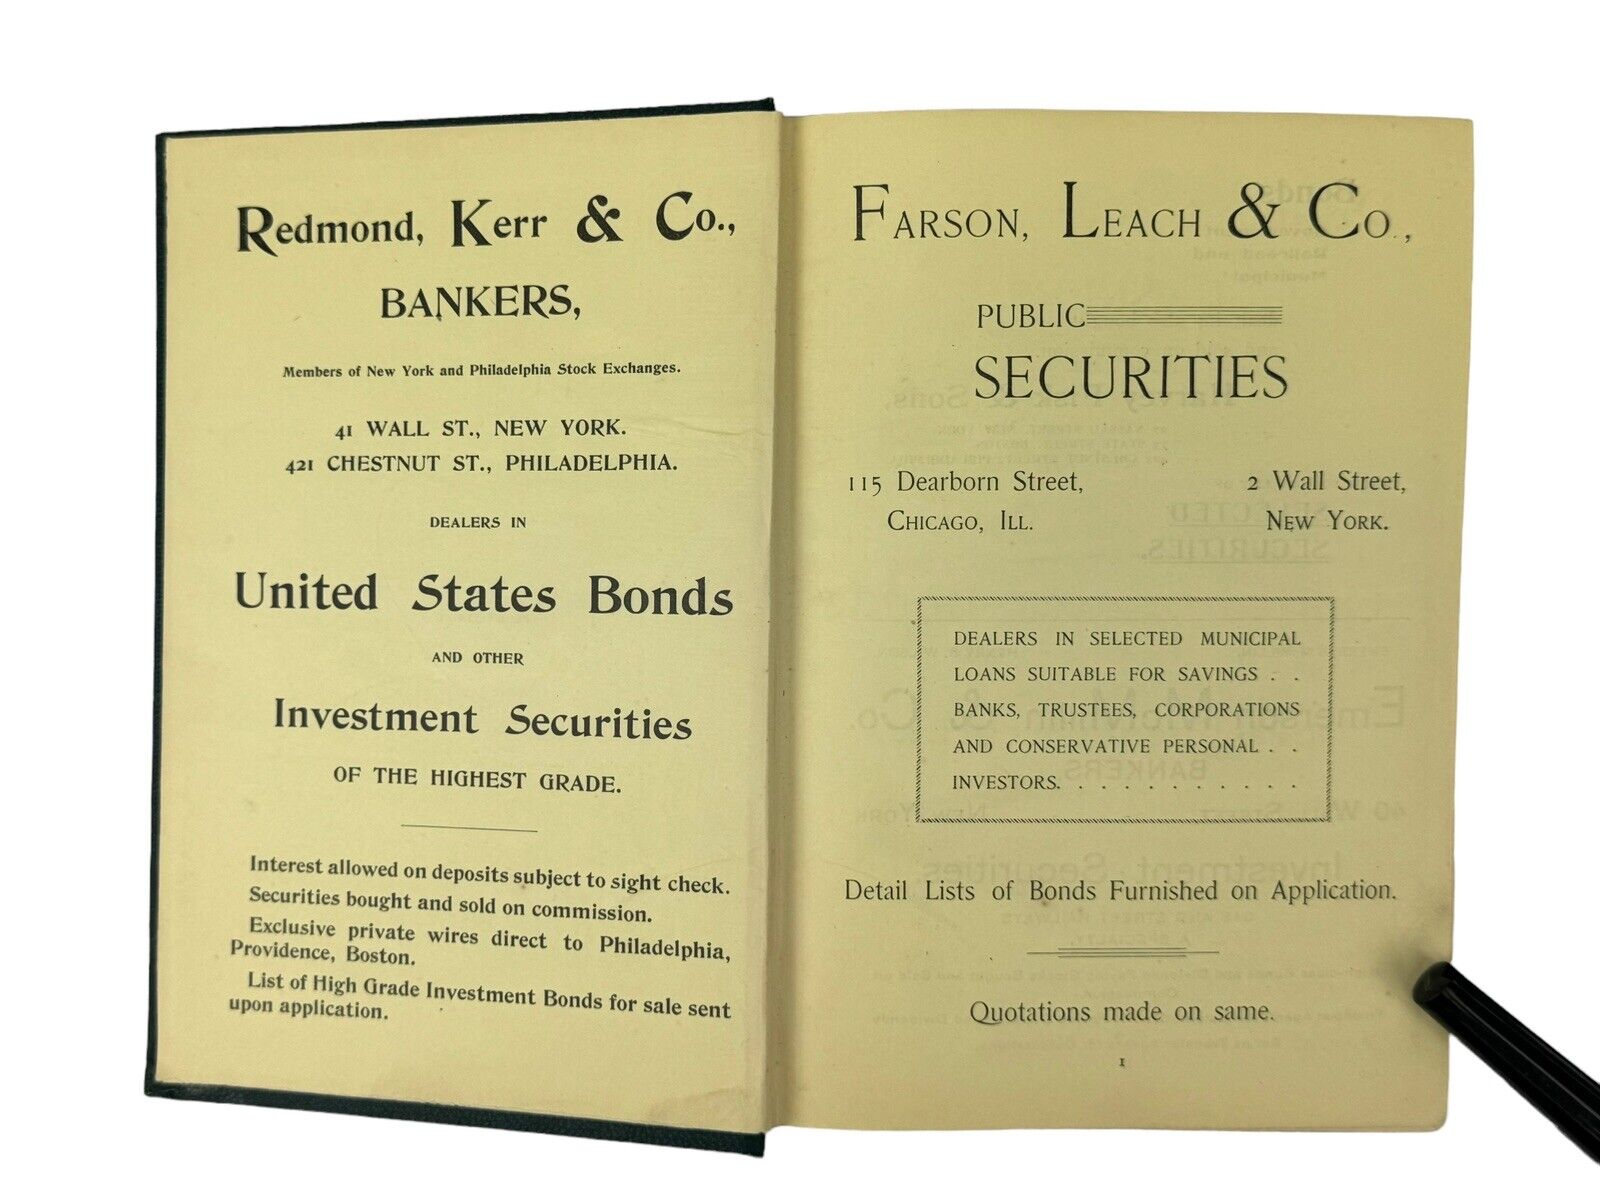 Redmond, Kerr & Co.,
BANKERS,
Members of New York and Philadelphia Stock Exchanges.
41 WALL ST., NEW YORK.
421 CHESTNUT ST., PHILADELPHIA.
DEALERS IN
United States Bonds
AND OTHER
Investment Securities
OF THE HIGHEST GRADE.
Interest allowed on deposits subject to sight check.
Securities bought and sold on commission.
Exclusive private wires direct to Philadelphia,
Providence, Boston.
List of High Grade Investment Bonds for sale sent
upon application.
FARSON, LEACH & CO.,
PUBLIC
SECURITIES
115 Dearborn Street,
CHICAGO, ILL.
2 Wall Street,
NEW YORK.
DEALERS IN SELECTED MUNICIPAL
LOANS SUITABLE FOR SAVINGS . .
BANKS, TRUSTEES, CORPORATIONS
AND CONSERVATIVE PERSONAL . .
INVESTORS. . . . . . . . . . .
Detail Lists of Bonds Furnished on Application.
Quotations made on same.
1